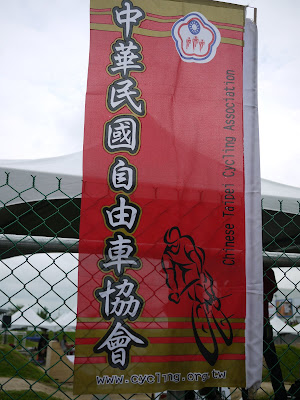 中華民國自由車協會
Chinese Taipei Cycling Association
www.cycling.org.tw